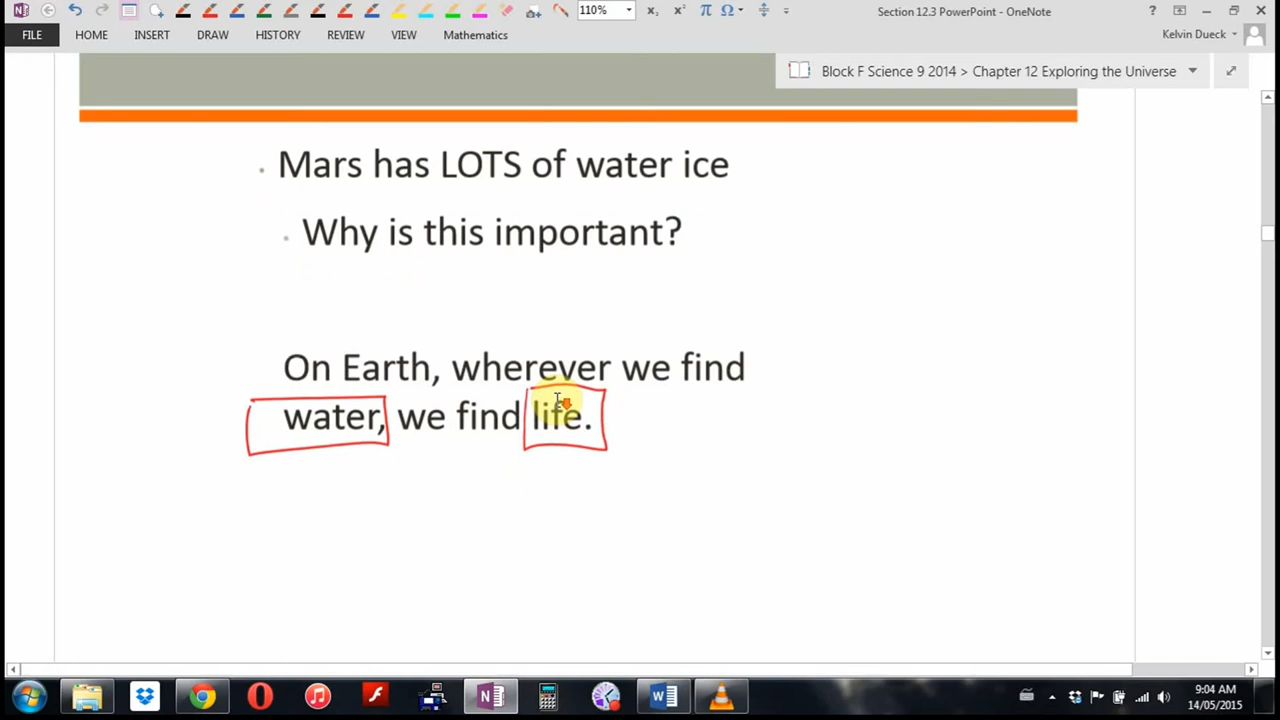 110%
x₁ x² π Ω
Section 12.3 PowerPoint - OneNote
?
FILE HOME INSERT DRAW HISTORY REVIEW VIEW Mathematics
Kelvin Dueck
Block F Science 9 2014 > Chapter 12 Exploring the Universe
Mars has LOTS of water ice
Why is this important?
On Earth, wherever we find
water, we find life.
9:04 AM
14/05/2015